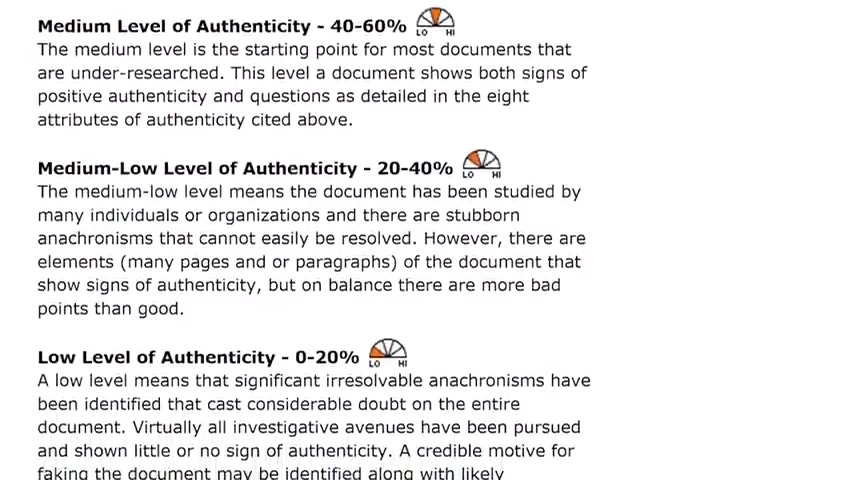 Medium Level of Authenticity - 40-60%
LO HI
The medium level is the starting point for most documents that
are under-researched. This level a document shows both signs of
positive authenticity and questions as detailed in the eight
attributes of authenticity cited above.
Medium-Low Level of Authenticity - 20-40%
LO HI
The medium-low level means the document has been studied by
many individuals or organizations and there are stubborn
anachronisms that cannot easily be resolved. However, there are
elements (many pages and or paragraphs) of the document that
show signs of authenticity, but on balance there are more bad
points than good.
Low Level of Authenticity - 0-20%
LO HI
A low level means that significant irresolvable anachronisms have
been identified that cast considerable doubt on the entire
document. Virtually all investigative avenues have been pursued
and shown little or no sign of authenticity. A credible motive for
faking the document may be identified along with likely